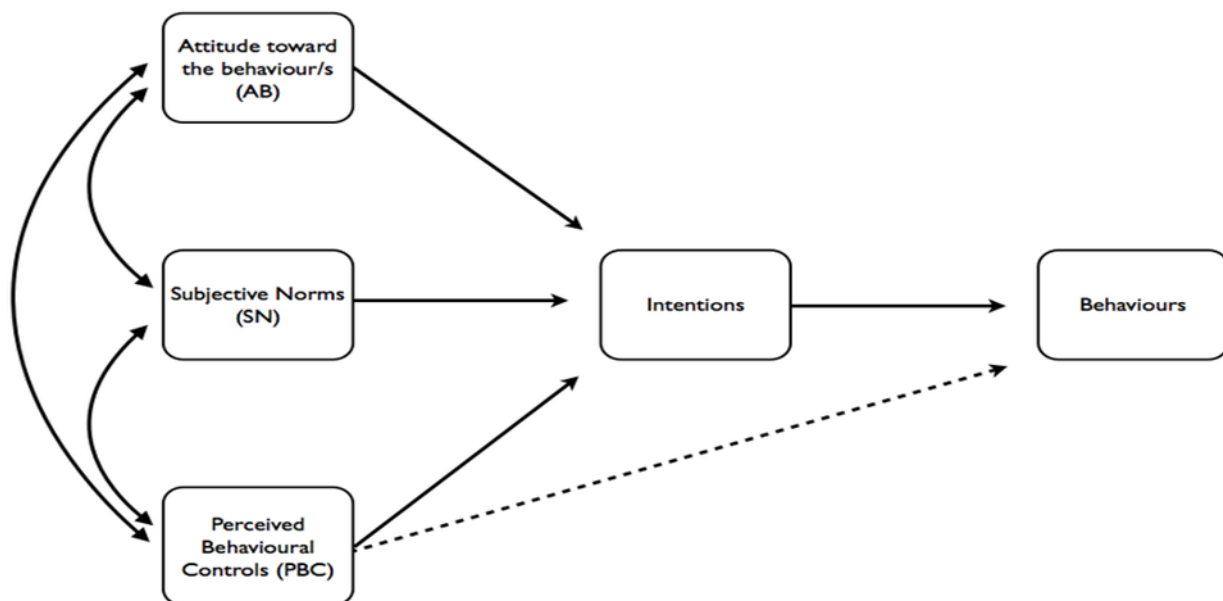 Attitude toward
the behaviour/s
(AB)
Subjective Norms
(SN)
Intentions
Behaviours
Perceived
Behavioural
Controls (PBC)